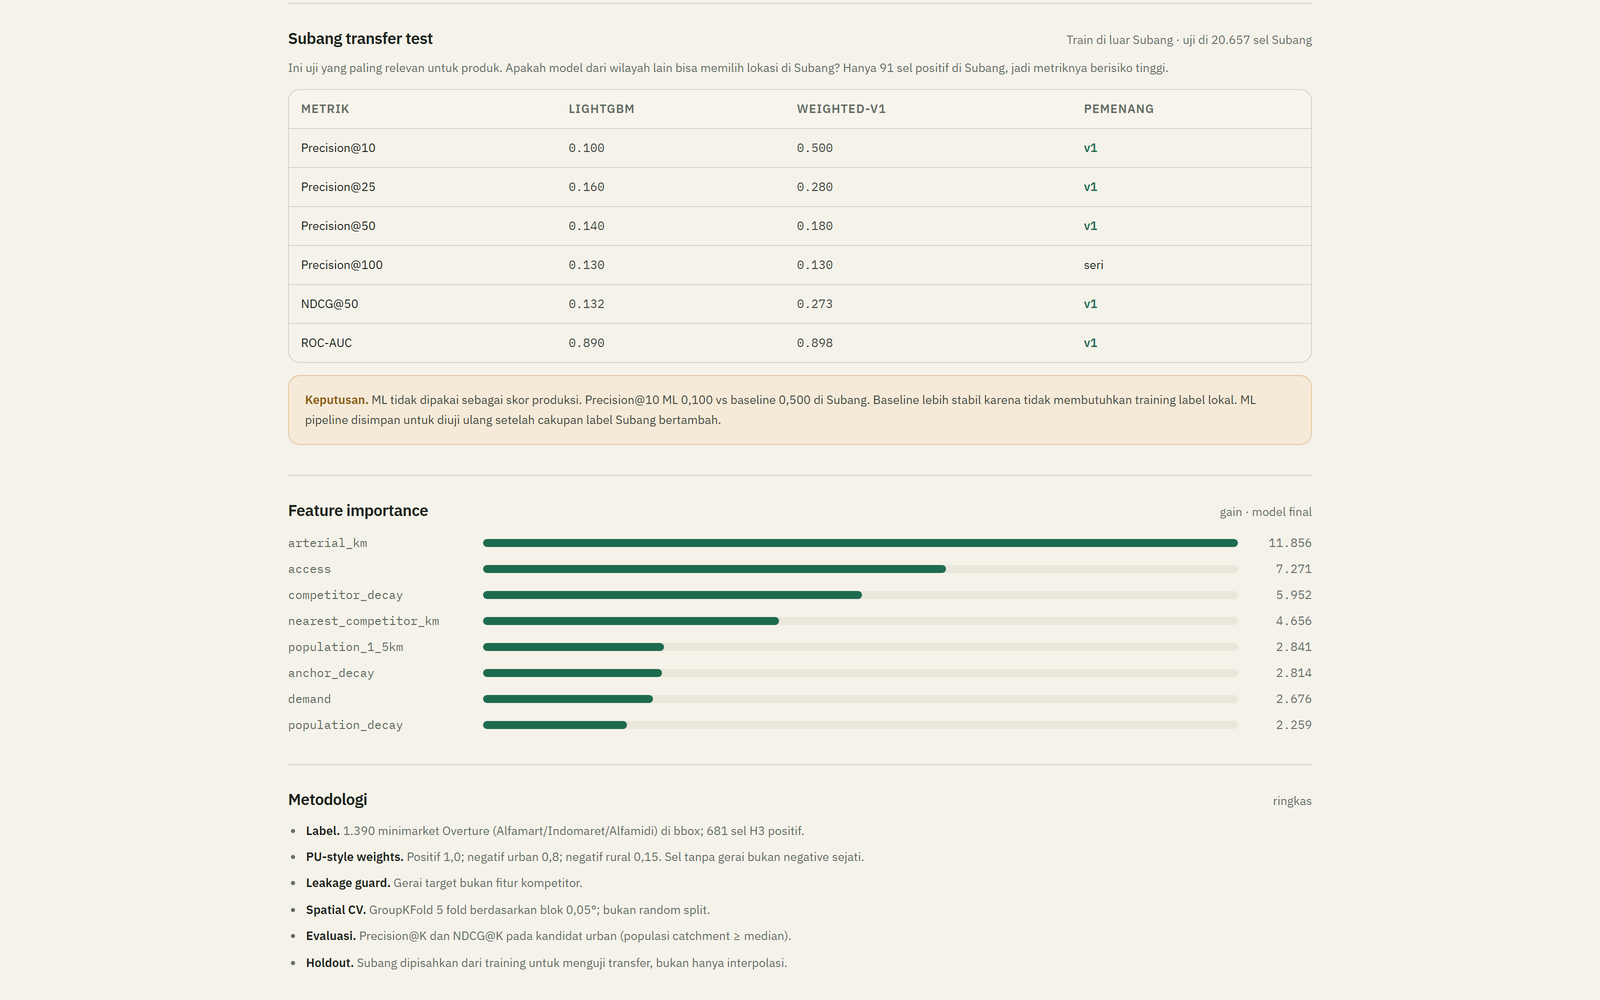 Subang transfer test
Train di luar Subang · uji di 20.657 sel Subang
Ini uji yang paling relevan untuk produk. Apakah model dari wilayah lain bisa memilih lokasi di Subang? Hanya 91 sel positif di Subang, jadi metriknya berisiko tinggi.
METRIK LIGHTGBM WEIGHTED-V1 PEMENANG
Precision@10 0.100 0.500 v1
Precision@25 0.160 0.280 v1
Precision@50 0.140 0.180 v1
Precision@100 0.130 0.130 seri
NDCG@50 0.132 0.273 v1
ROC-AUC 0.890 0.898 v1
Keputusan. ML tidak dipakai sebagai skor produksi. Precision@10 ML 0,100 vs baseline 0,500 di Subang. Baseline lebih stabil karena tidak membutuhkan training label lokal. ML
pipeline disimpan untuk diuji ulang setelah cakupan label Subang bertambah.
Feature importance
gain · model final
arterial_km 11.856
access 7.271
competitor_decay 5.952
nearest_competitor_km 4.656
population_1_5km 2.841
anchor_decay 2.814
demand 2.676
population_decay 2.259
Metodologi
ringkas
• Label. 1.390 minimarket Overture (Alfamart/Indomaret/Alfamidi) di bbox; 681 sel H3 positif.
• PU-style weights. Positif 1,0; negatif urban 0,8; negatif rural 0,15. Sel tanpa gerai bukan negative sejati.
• Leakage guard. Gerai target bukan fitur kompetitor.
• Spatial CV. GroupKFold 5 fold berdasarkan blok 0,05°; bukan random split.
• Evaluasi. Precision@K dan NDCG@K pada kandidat urban (populasi catchment ≥ median).
• Holdout. Subang dipisahkan dari training untuk menguji transfer, bukan hanya interpolasi.